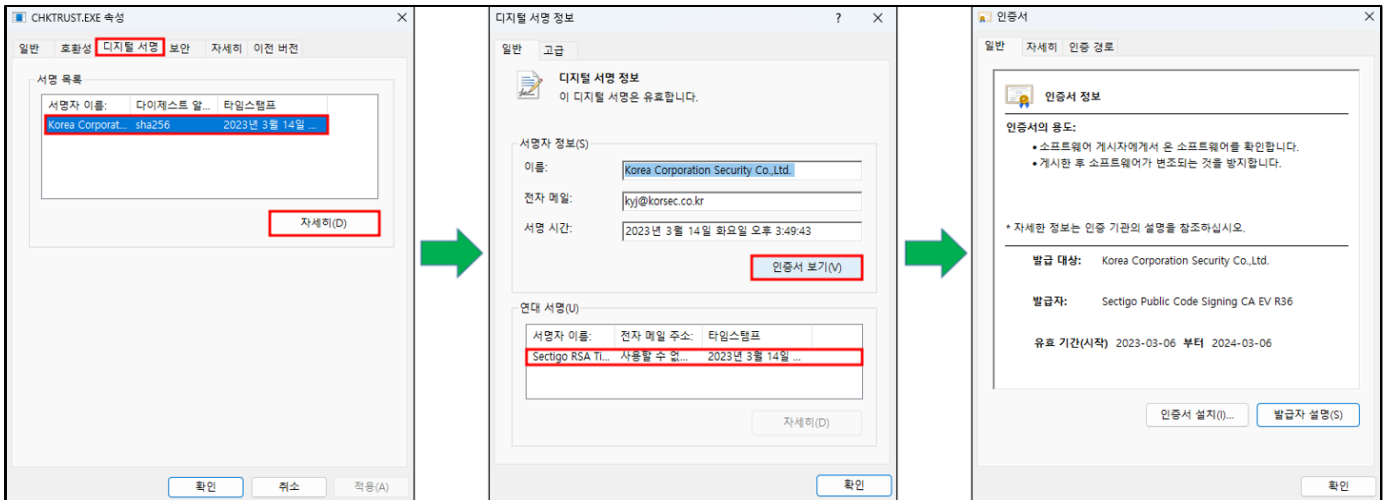 CHKTRUST.EXE 속성
일반 호환성 디지털 서명 보안 자세히 이전 버전
서명 목록
서명자 이름: 다이제스트 알... 타임스탬프
Korea Corporat... sha256 2023년 3월 14일 ...
자세히(D)
확인 취소 적용(A)
디지털 서명 정보 ?
일반 고급
디지털 서명 정보
이 디지털 서명은 유효합니다.
서명자 정보(S)
이름: Korea Corporation Security Co.,Ltd.
전자 메일: kyj@korsec.co.kr
서명 시간: 2023년 3월 14일 화요일 오후 3:49:43
인증서 보기(V)
연대 서명(U)
서명자 이름: 전자 메일 주소: 타임스탬프
Sectigo RSA Ti... 사용할 수 없... 2023년 3월 14일 ...
자세히(D)
확인
인증서
일반 자세히 인증 경로
인증서 정보
인증서의 용도:
• 소프트웨어 게시자에게서 온 소프트웨어를 확인합니다.
• 게시한 후 소프트웨어가 변조되는 것을 방지합니다.
* 자세한 정보는 인증 기관의 설명을 참조하십시오.
발급 대상: Korea Corporation Security Co.,Ltd.
발급자: Sectigo Public Code Signing CA EV R36
유효 기간(시작) 2023-03-06 부터 2024-03-06
인증서 설치(I)... 발급자 설명(S)
확인